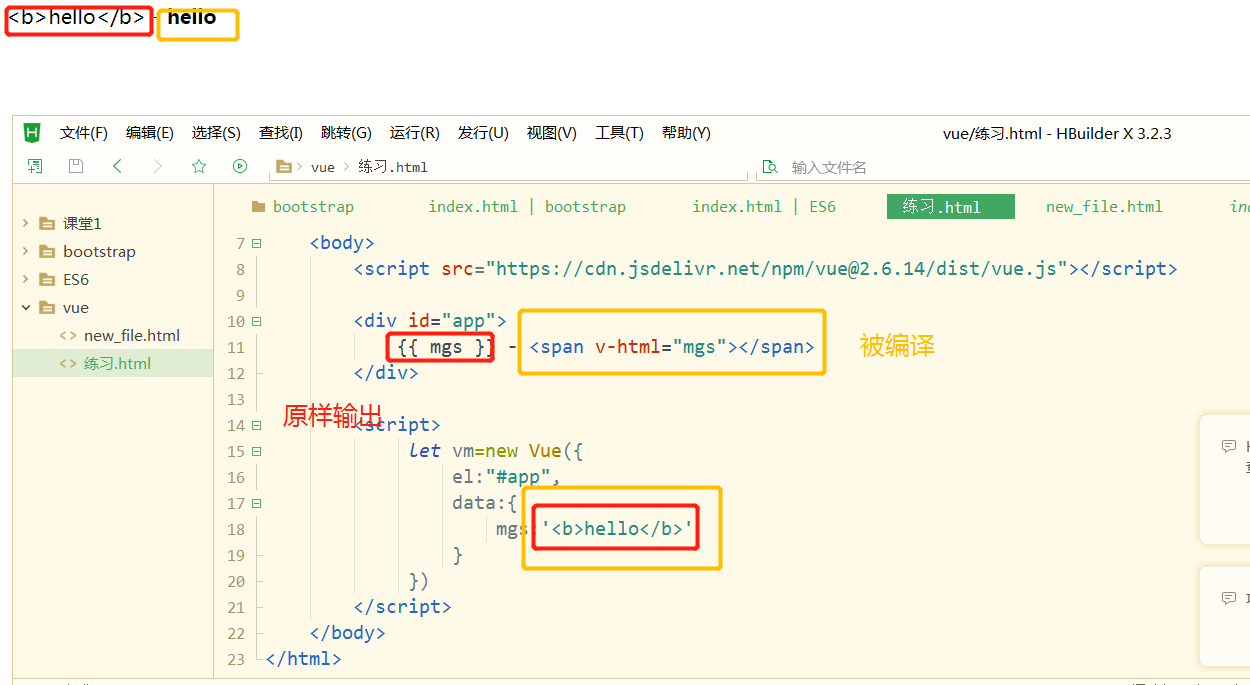 <b>hello</b> - hello
文件(F) 编辑(E) 选择(S) 查找(I) 跳转(G) 运行(R) 发行(U) 视图(V) 工具(T) 帮助(Y) vue/练习.html - HBuilder X 3.2.3
vue 练习.html 输入文件名
bootstrap index.html | bootstrap index.html | ES6 练习.html new_file.html
课堂1
bootstrap
ES6
vue
new_file.html
练习.html
7 <body>
8 <script src="https://cdn.jsdelivr.net/npm/vue@2.6.14/dist/vue.js"></script>
9
10 <div id="app">
11 {{ mgs }} - <span v-html="mgs"></span> 被编译
12 </div>
13
原样输出
14 <script>
15 let vm=new Vue({
16 el:"#app",
17 data:{
18 mgs:'<b>hello</b>'
19 }
20 })
21 </script>
22 </body>
23 </html>